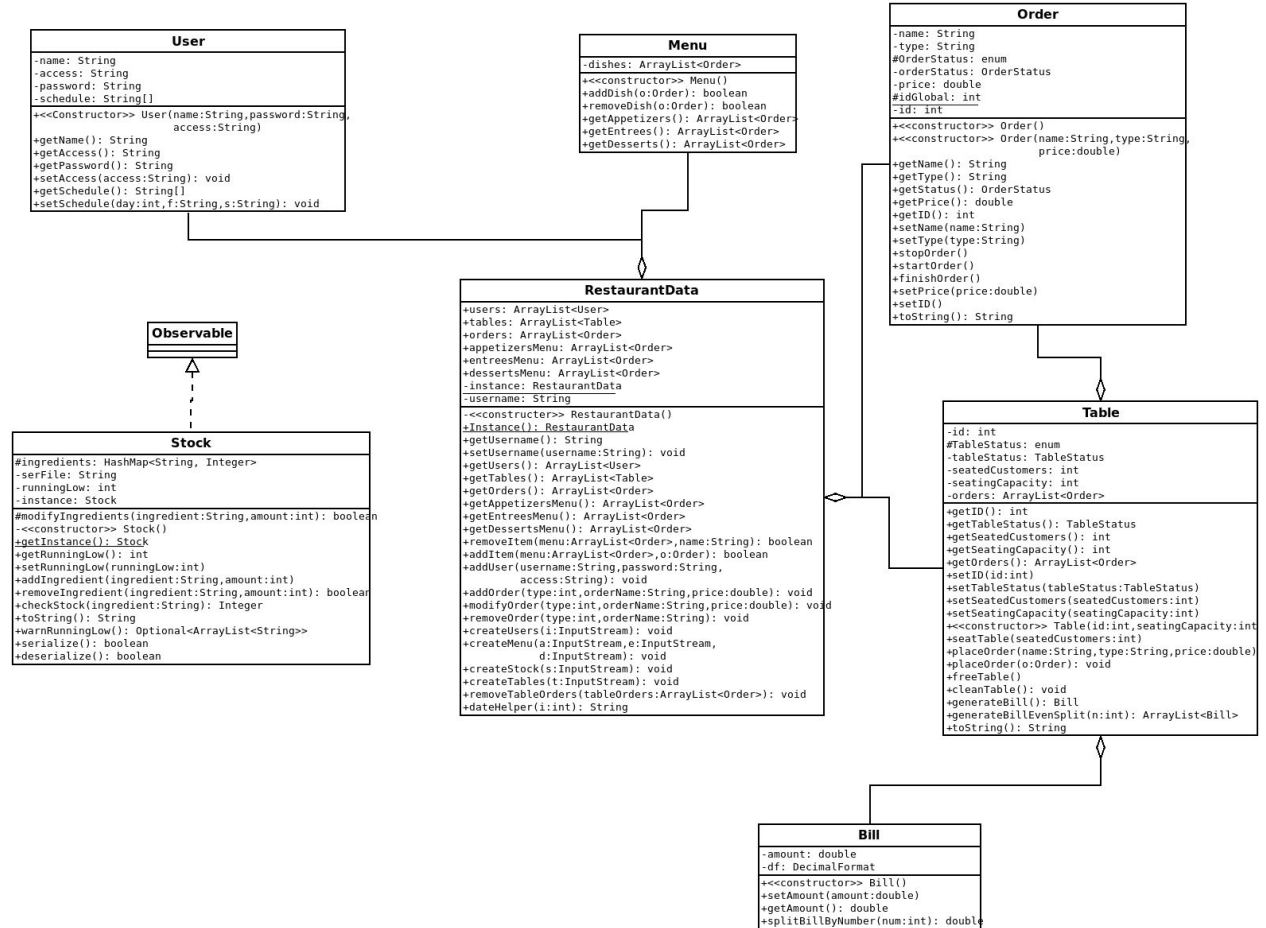 User
-name: String
-access: String
-password: String
-schedule: String[]
+<<Constructor>> User(name:String,password:String,
access:String)
+getName(): String
+getAccess(): String
+getPassword(): String
+setAccess(access:String): void
+getSchedule(): String[]
+setSchedule(day:int,f:String,s:String): void
Menu
-dishes: ArrayList<Order>
+<<constructor>> Menu()
+addDish(o:Order): boolean
+removeDish(o:Order): boolean
+getAppetizers(): ArrayList<Order>
+getEntrees(): ArrayList<Order>
+getDesserts(): ArrayList<Order>
Order
-name: String
-type: String
#OrderStatus: enum
-orderStatus: OrderStatus
-price: double
#idGlobal: int
-id: int
+<<constructor>> Order()
+<<constructor>> Order(name:String,type:String,
price:double)
+getName(): String
+getType(): String
+getStatus(): OrderStatus
+getPrice(): double
+getID(): int
+setName(name:String)
+setType(type:String)
+stopOrder()
+startOrder()
+finishOrder()
+setPrice(price:double)
+setID()
+toString(): String
Observable
Stock
#ingredients: HashMap<String, Integer>
-serFile: String
-runningLow: int
-instance: Stock
#modifyIngredients(ingredient:String,amount:int): boolean
-<<constructor>> Stock()
+getInstance(): Stock
+getRunningLow(): int
+setRunningLow(runningLow:int)
+addIngredient(ingredient:String,amount:int)
+removeIngredient(ingredient:String,amount:int): boolean
+checkStock(ingredient:String): Integer
+toString(): String
+warnRunningLow(): Optional<ArrayList<String>>
+serialize(): boolean
+deserialize(): boolean
RestaurantData
+users: ArrayList<User>
+tables: ArrayList<Table>
+orders: ArrayList<Order>
+appetizersMenu: ArrayList<Order>
+entreesMenu: ArrayList<Order>
+dessertsMenu: ArrayList<Order>
-instance: RestaurantData
-username: String
-<<constructer>> RestaurantData()
+Instance(): RestaurantData
+getUsername(): String
+setUsername(username:String): void
+getUsers(): ArrayList<User>
+getTables(): ArrayList<Table>
+getOrders(): ArrayList<Order>
+getAppetizersMenu(): ArrayList<Order>
+getEntreesMenu(): ArrayList<Order>
+getDessertsMenu(): ArrayList<Order>
+removeItem(menu:ArrayList<Order>,name:String): boolean
+addItem(menu:ArrayList<Order>,o:Order): boolean
+addUser(username:String,password:String,
access:String): void
+addOrder(type:int,orderName:String,price:double): void
+modifyOrder(type:int,orderName:String,price:double): void
+removeOrder(type:int,orderName:String): void
+createUsers(i:InputStream): void
+createMenu(a:InputStream,e:InputStream,
d:InputStream): void
+createStock(s:InputStream): void
+createTables(t:InputStream): void
+removeTableOrders(tableOrders:ArrayList<Order>): void
+dateHelper(i:int): String
Table
-id: int
#TableStatus: enum
-tableStatus: TableStatus
-seatedCustomers: int
-seatingCapacity: int
-orders: ArrayList<Order>
+getID(): int
+getTableStatus(): TableStatus
+getSeatedCustomers(): int
+getSeatingCapacity(): int
+getOrders(): ArrayList<Order>
+setID(id:int)
+setTableStatus(tableStatus:TableStatus)
+setSeatedCustomers(seatedCustomers:int)
+setSeatingCapacity(seatingCapacity:int)
+<<constructor>> Table(id:int,seatingCapacity:int
+seatTable(seatedCustomers:int)
+placeOrder(name:String,type:String,price:double)
+placeOrder(o:Order): void
+freeTable()
+cleanTable(): void
+generateBill(): Bill
+generateBillEvenSplit(n:int): ArrayList<Bill>
+toString(): String
Bill
-amount: double
-df: DecimalFormat
+<<constructor>> Bill()
+setAmount(amount:double)
+getAmount(): double
+splitBillByNumber(num:int): double